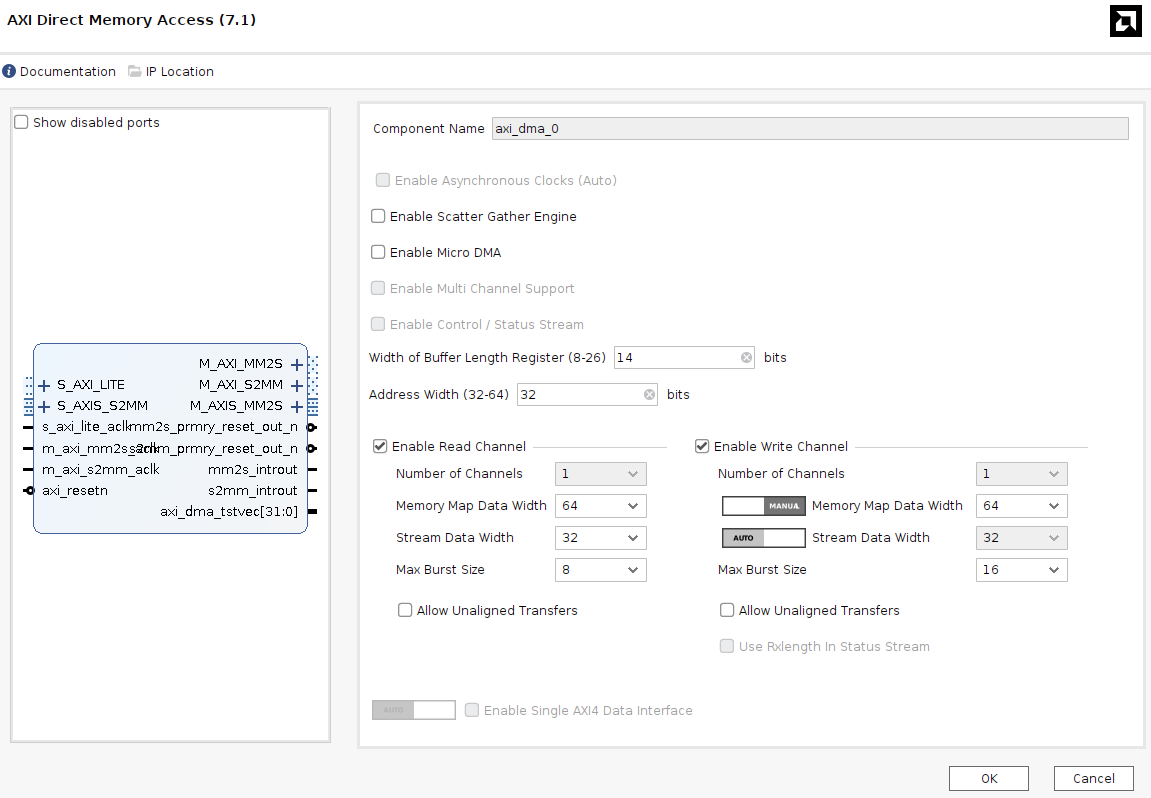 AXI Direct Memory Access (7.1)
Documentation IP Location
Show disabled ports
M_AXI_MM2S
S_AXI_LITE M_AXI_S2MM
S_AXIS_S2MM M_AXIS_MM2S
s_axi_lite_aclk mm2s_prmry_reset_out_n
m_axi_mm2s_aclk s2mm_prmry_reset_out_n
m_axi_s2mm_aclk mm2s_introut
axi_resetn s2mm_introut
axi_dma_tstvec[31:0]
Component Name axi_dma_0
Enable Asynchronous Clocks (Auto)
Enable Scatter Gather Engine
Enable Micro DMA
Enable Multi Channel Support
Enable Control / Status Stream
Width of Buffer Length Register (8-26) 14 bits
Address Width (32-64) 32 bits
Enable Read Channel
Number of Channels 1
Memory Map Data Width 64
Stream Data Width 32
Max Burst Size 8
Allow Unaligned Transfers
Enable Write Channel
Number of Channels 1
MANUAL Memory Map Data Width 64
AUTO Stream Data Width 32
Max Burst Size 16
Allow Unaligned Transfers
Use Rxlength In Status Stream
AUTO Enable Single AXI4 Data Interface
OK Cancel